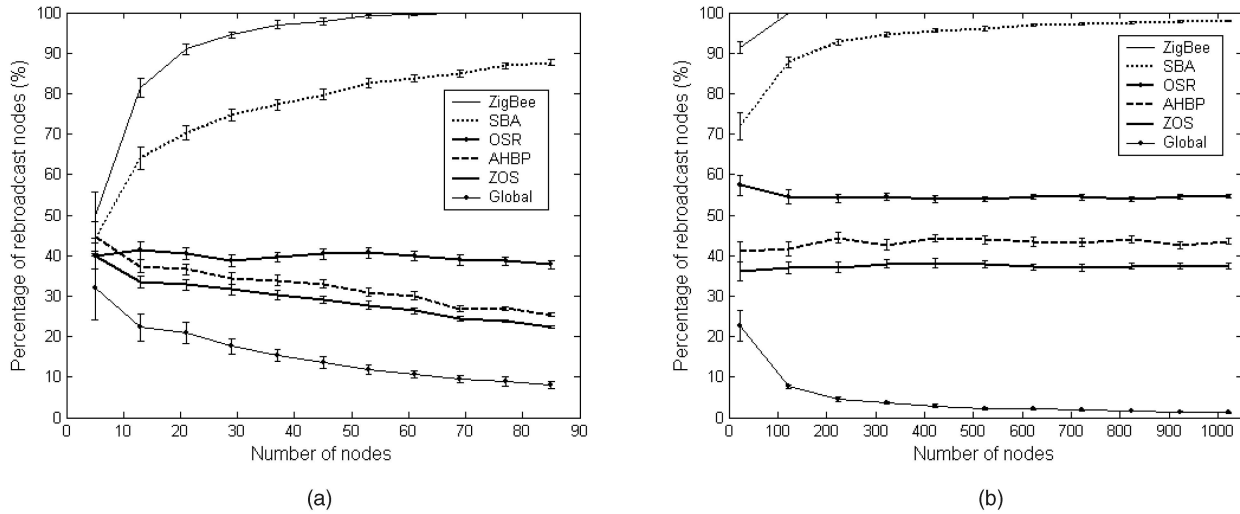 Percentage of rebroadcast nodes (%)
100
90
80
70
60
50
40
30
20
10
0
ZigBee
SBA
OSR
AHBP
ZOS
Global
0 10 20 30 40 50 60 70 80 90
Number of nodes
(a)
Percentage of rebroadcast nodes (%)
100
90
80
70
60
50
40
30
20
10
0
ZigBee
SBA
OSR
AHBP
ZOS
Global
0 100 200 300 400 500 600 700 800 900 1000
Number of nodes
(b)